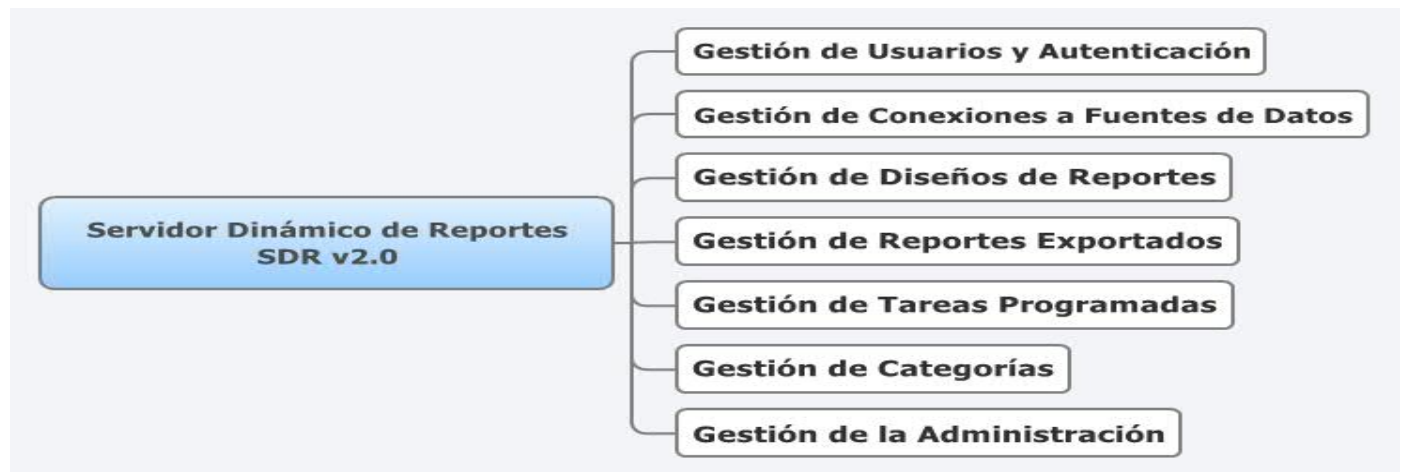 Gestión de Usuarios y Autenticación
Gestión de Conexiones a Fuentes de Datos
Gestión de Diseños de Reportes
Servidor Dinámico de Reportes
SDR v2.0
Gestión de Reportes Exportados
Gestión de Tareas Programadas
Gestión de Categorías
Gestión de la Administración